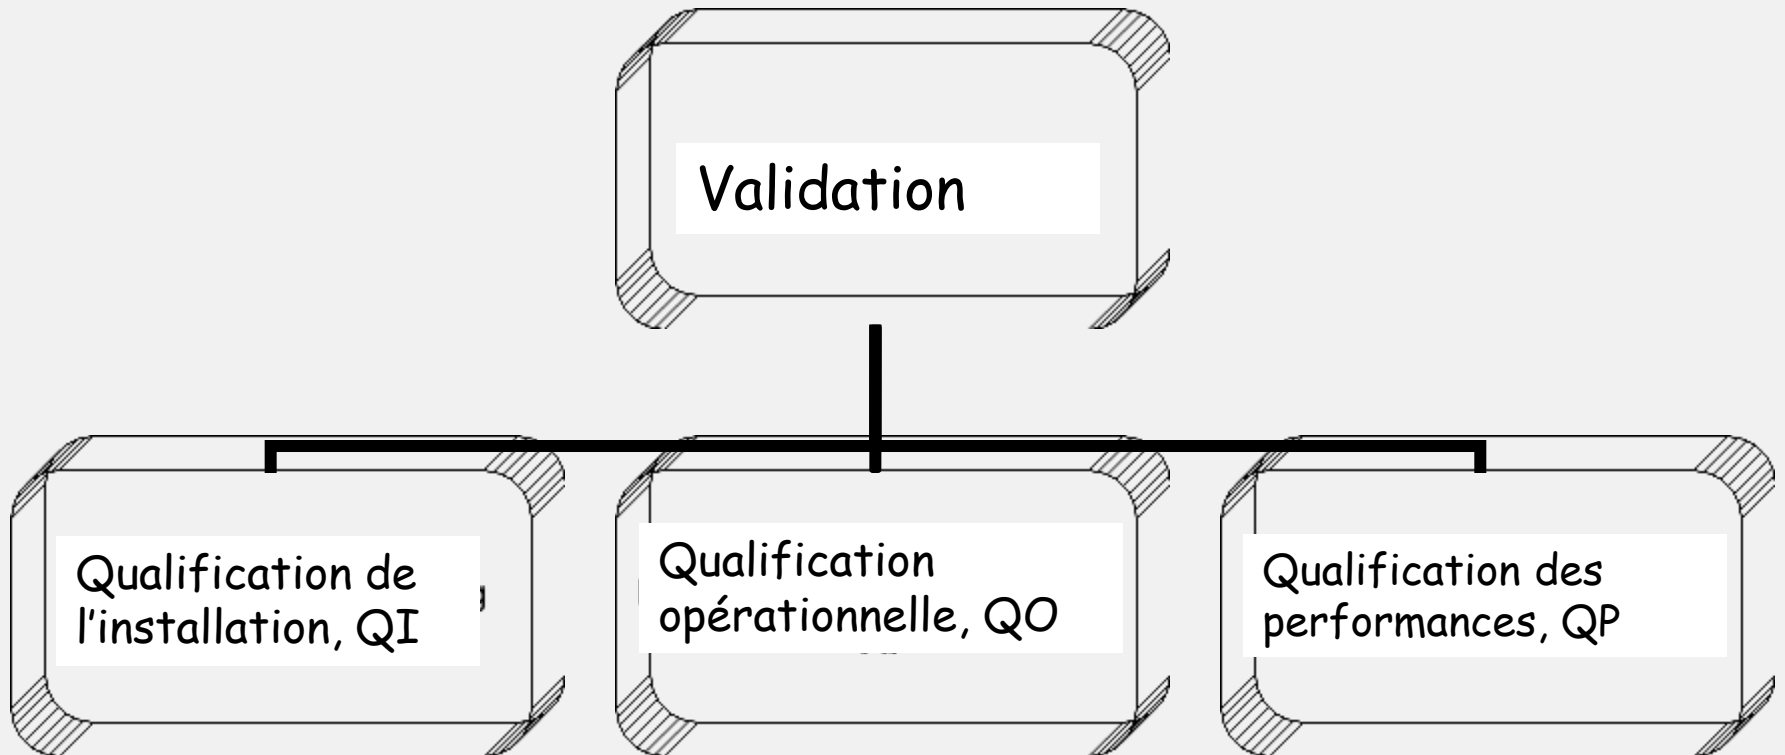 Validation
Qualification de
l'installation, QI
Qualification
opérationnelle, QO
Qualification des
performances, QP